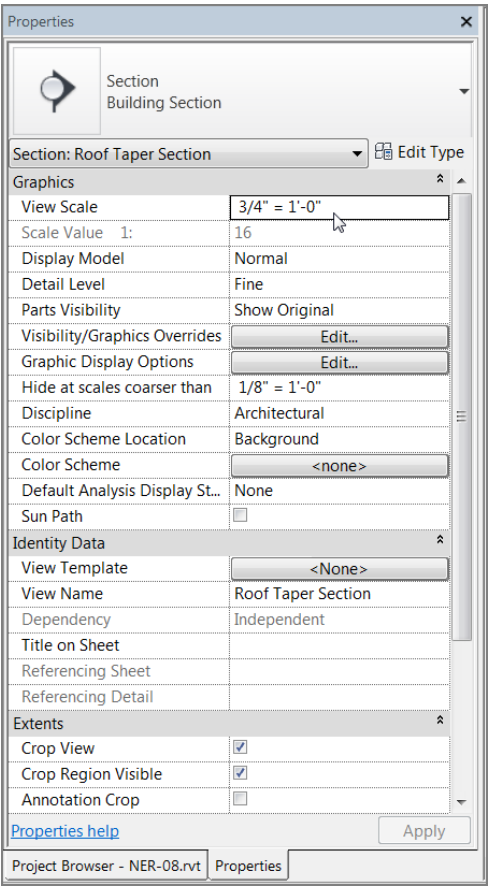 Properties
Section
Building Section
Section: Roof Taper Section Edit Type
Graphics
View Scale 3/4" = 1'-0"
Scale Value 1: 16
Display Model Normal
Detail Level Fine
Parts Visibility Show Original
Visibility/Graphics Overrides Edit...
Graphic Display Options Edit...
Hide at scales coarser than 1/8" = 1'-0"
Discipline Architectural
Color Scheme Location Background
Color Scheme <none>
Default Analysis Display St... None
Sun Path
Identity Data
View Template <None>
View Name Roof Taper Section
Dependency Independent
Title on Sheet
Referencing Sheet
Referencing Detail
Extents
Crop View
Crop Region Visible
Annotation Crop
Properties help Apply
Project Browser - NER-08.rvt Properties